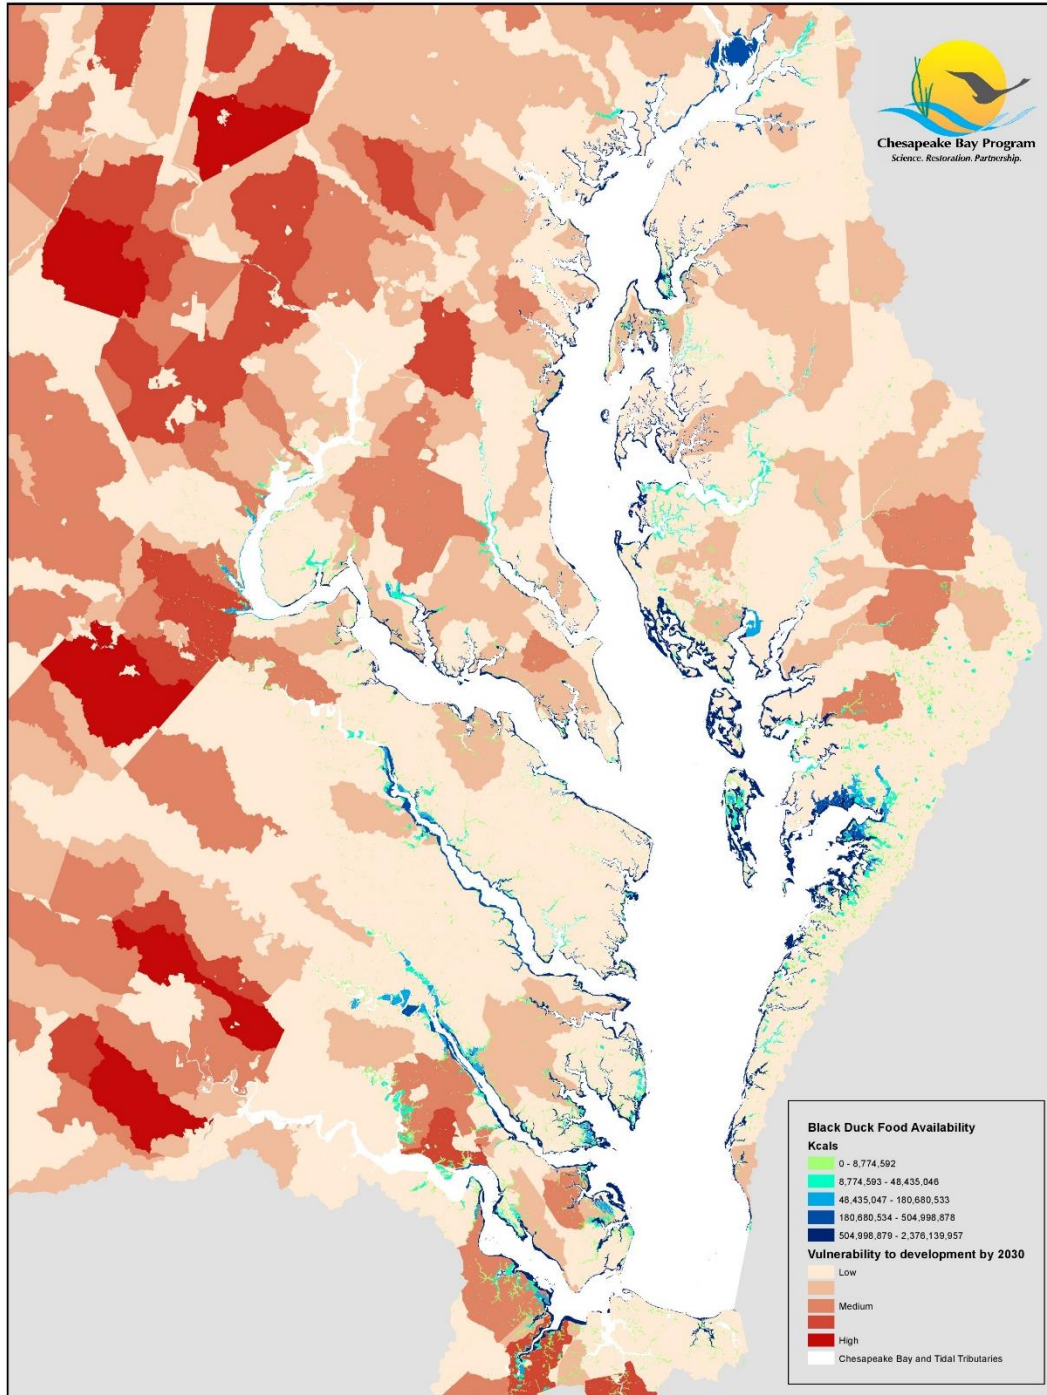 Chesapeake Bay Program
Science. Restoration. Partnership.
Black Duck Food Availability
Kcals
0 - 8,774,592
8,774,593 - 48,435,046
48,435,047 - 180,680,533
180,680,534 - 504,998,878
504,998,879 - 2,376,139,957
Vulnerability to development by 2030
Low
Medium
High
Chesapeake Bay and Tidal Tributaries